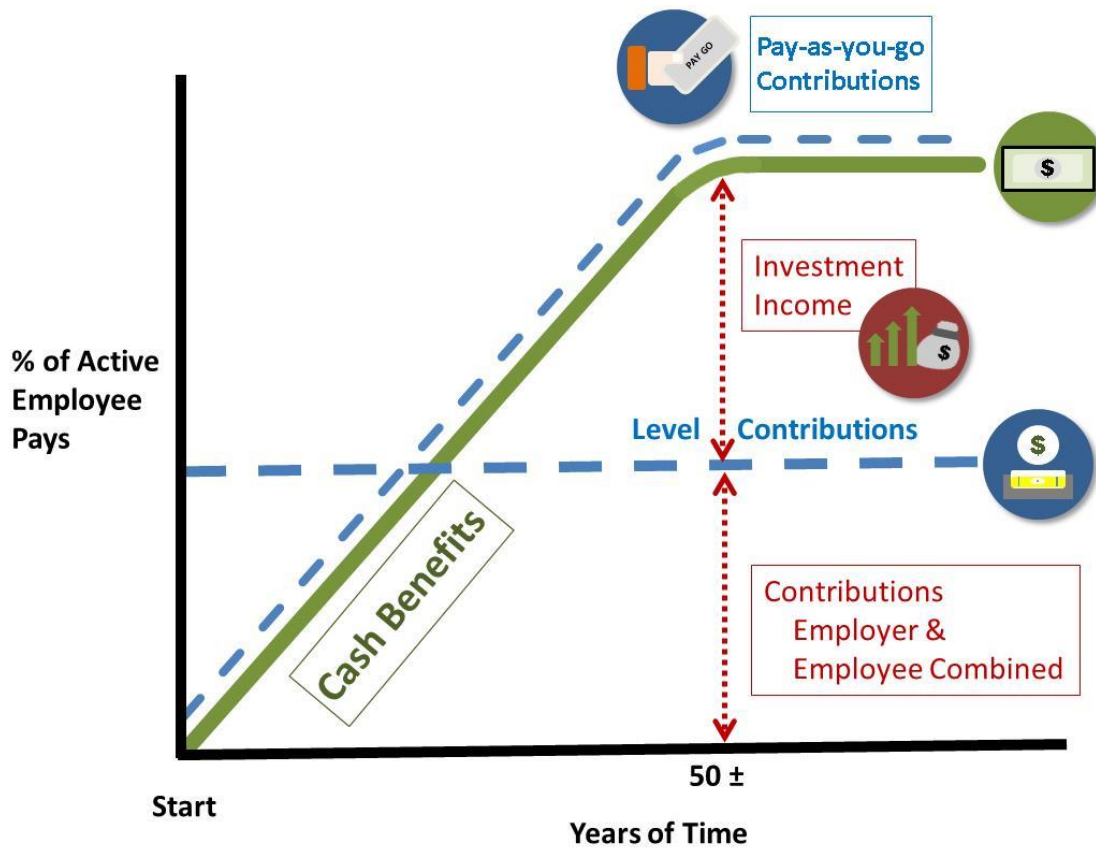 PAY GO
Pay-as-you-go
Contributions
$
Investment
Income
$
% of Active
Employee
Pays
Level Contributions
$
Cash Benefits
Contributions
Employer &
Employee Combined
50 ±
Start
Years of Time